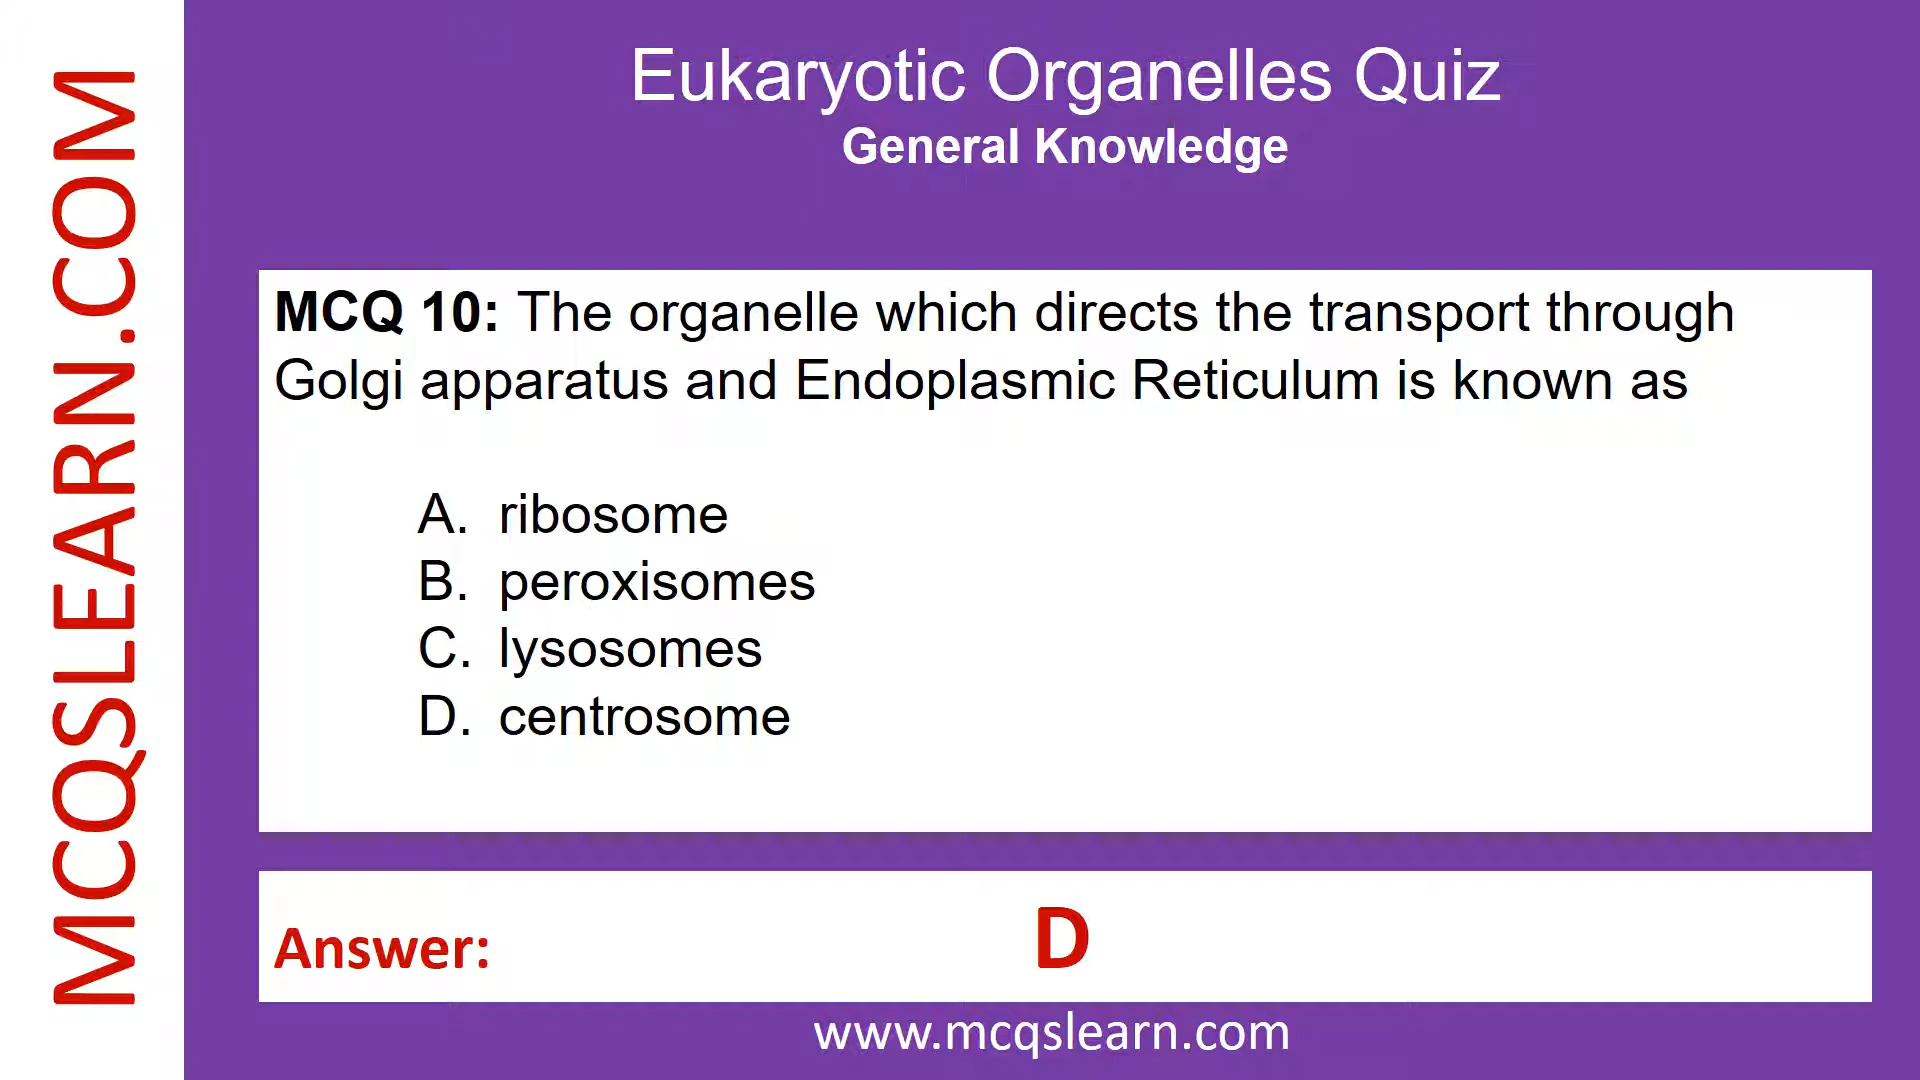 MCQSLEARN.COM
Eukaryotic Organelles Quiz
General Knowledge
MCQ 10: The organelle which directs the transport through
Golgi apparatus and Endoplasmic Reticulum is known as
A. ribosome
B. peroxisomes
C. lysosomes
D. centrosome
Answer: D
www.mcqslearn.com